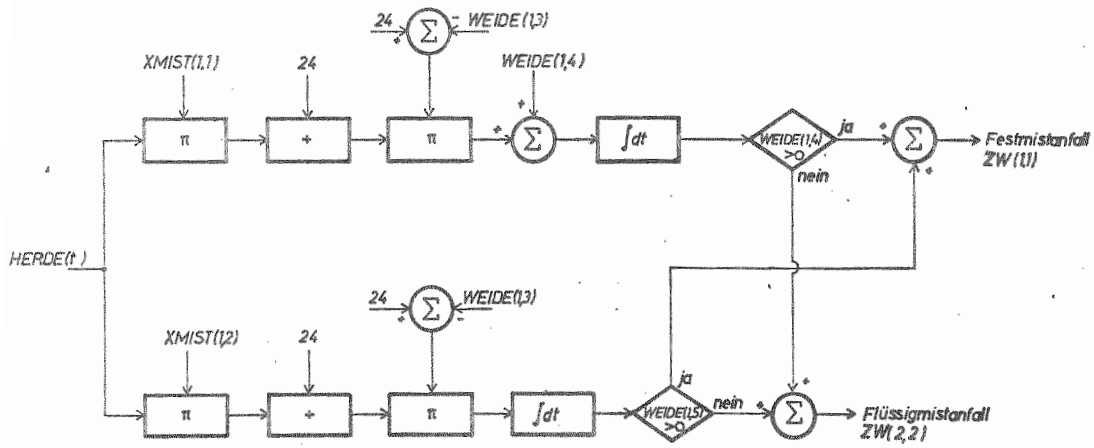 24
+
Σ
-
WEIDE(1,3)
XMIST(1,1)
24
WEIDE(1,4)
π
÷
π
+
+
Σ
∫dt
WEIDE(1,4)
>0
ja
nein
+
Σ
+
Festmistanfall
ZW(1,1)
HERDE(t)
24
+
Σ
-
WEIDE(1,3)
XMIST(1,2)
24
π
÷
π
∫dt
WEIDE(1,5)
>0
ja
nein
+
+
Σ
Flüssigmistanfall
ZW(2,2)